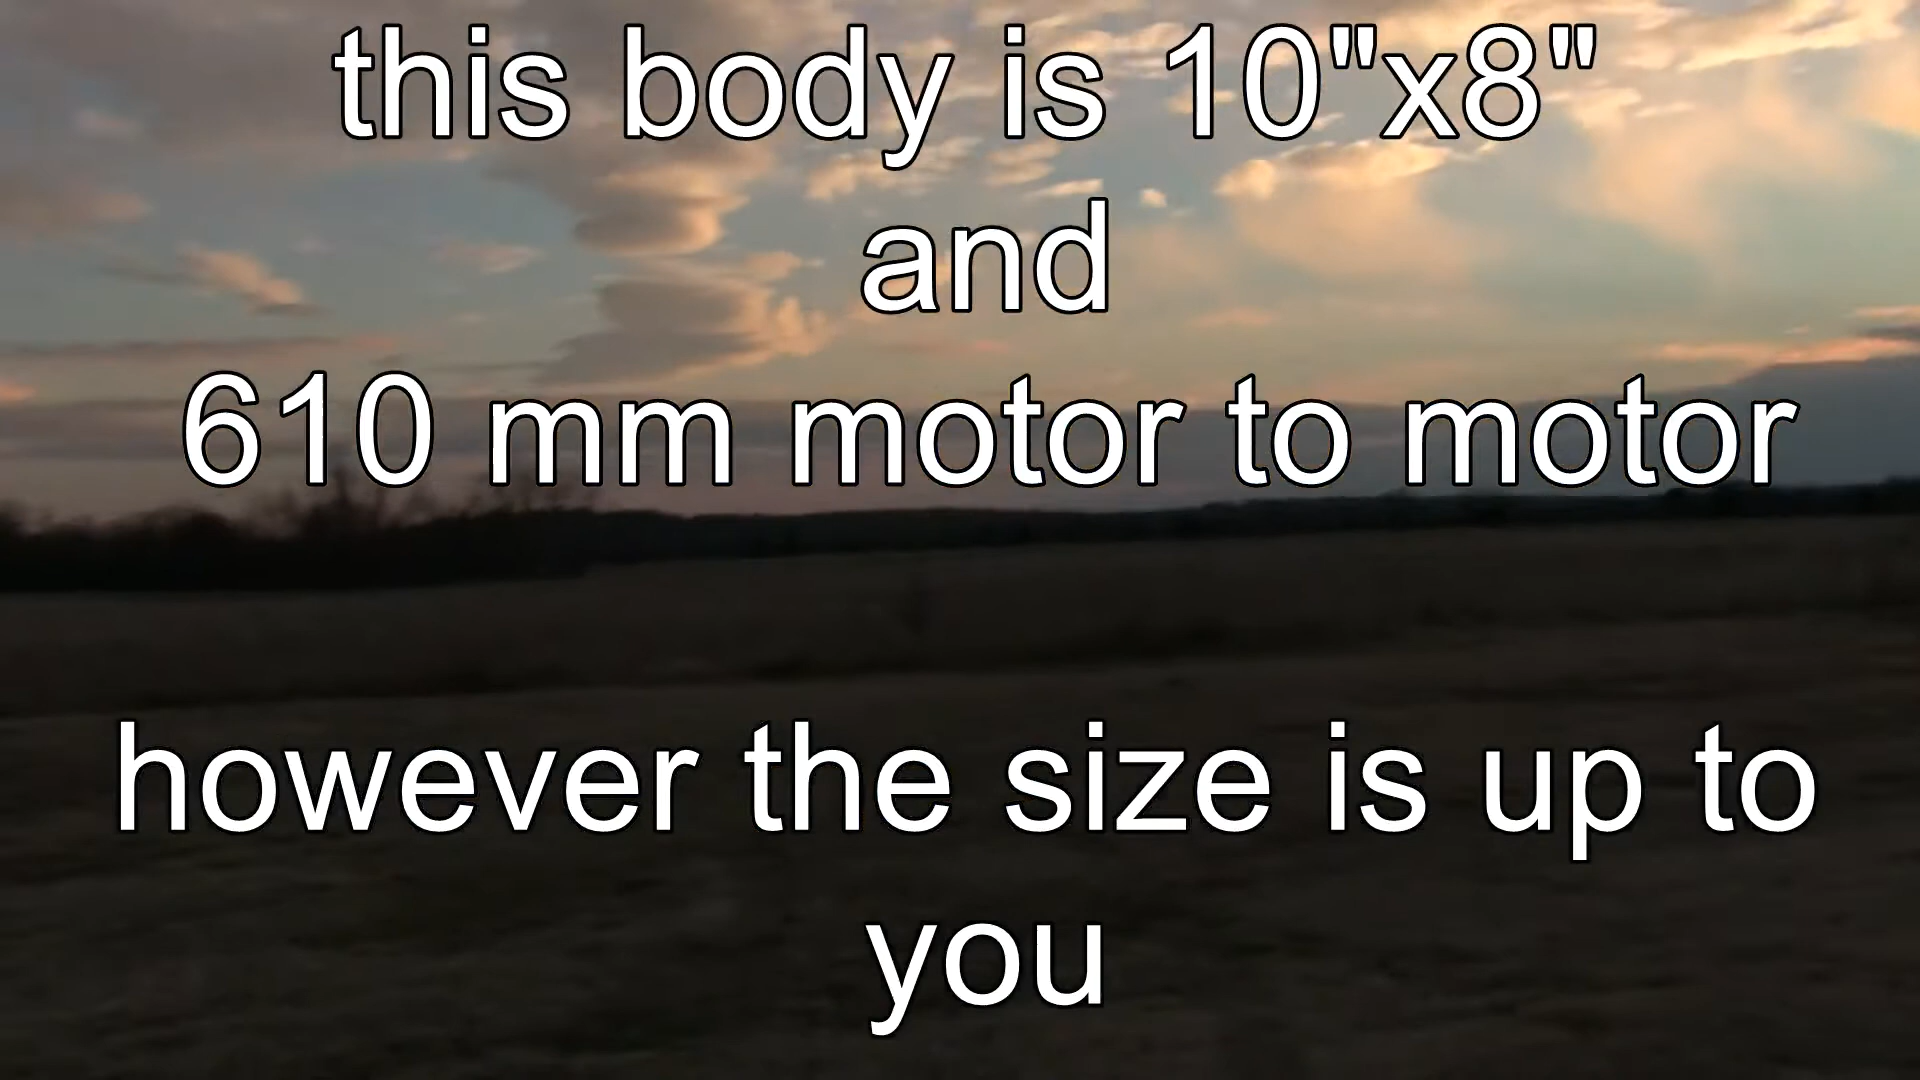 this body is 10"x8"
and
610 mm motor to motor
however the size is up to
you